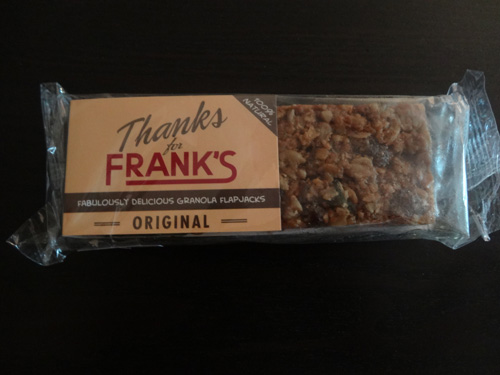 Thanks
for
FRANK'S
100%
NATURAL
FABULOUSLY DELICIOUS GRANOLA FLAPJACKS
ORIGINAL